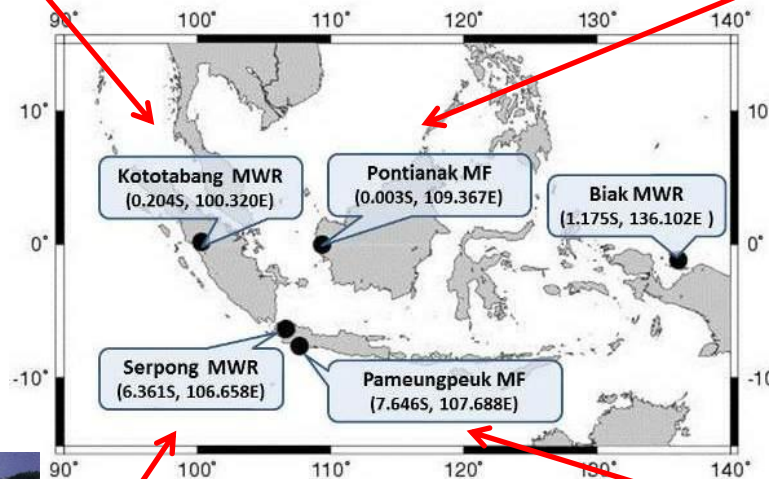 90° 100° 110° 120° 130° 140°
10° 10
Kototabang MWR
(0.204S, 100.320E)
Pontianak MF
(0.003S, 109.367E)
Biak MWR
(1.175S, 136.102E )
0° 0°
Serpong MWR
(6.361S, 106.658E)
Pameungpeuk MF
(7.646S, 107.688E)
-10° -10
90° 100° 110° 120° 130° 140°